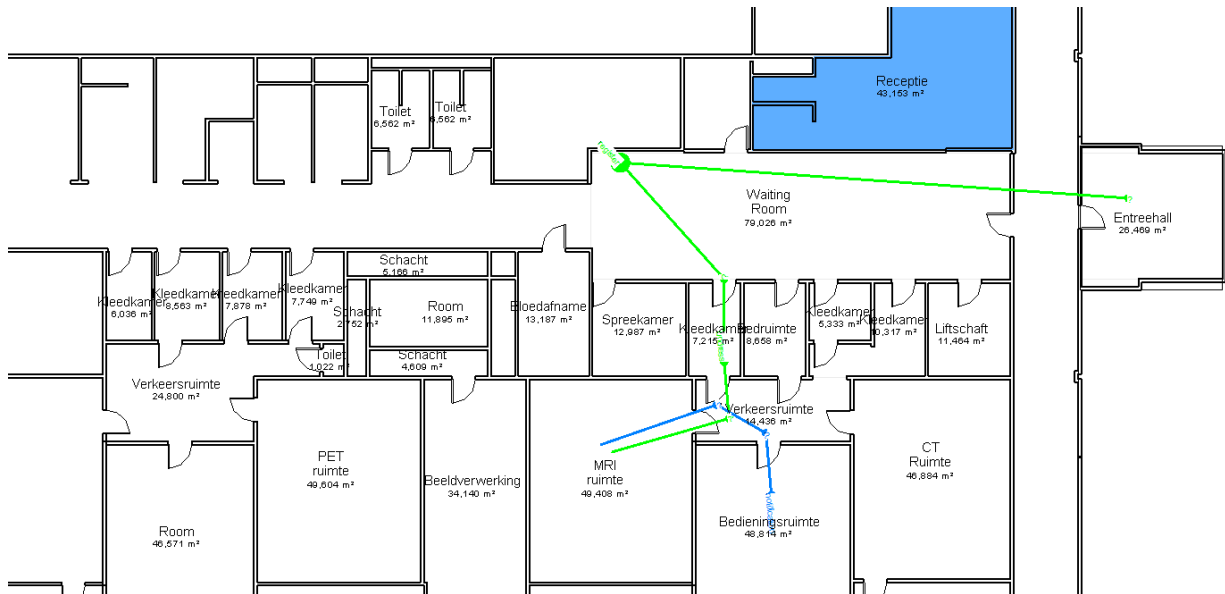 Receptie
43,153 m²
Toilet
6,562 m²
Toilet
6,562 m²
Waiting
Room
79,026 m²
Entreehall
26,469 m²
Schacht
5,166 m²
Kleedkamer
6,036 m²
Kleedkamer
8,563 m²
Kleedkamer
7,878 m²
Kleedkamer
7,749 m²
Schacht
2,752 m²
Room
11,895 m²
Bloedafname
13,187 m²
Spreekamer
12,987 m²
Kleedkamer
7,215 m²
Bedruimte
8,658 m²
Kleedkamer
5,333 m²
Kleedkamer
10,317 m²
Liftschaft
11,464 m²
Toilet
1,022 m²
Schacht
4,609 m²
Verkeersruimte
24,800 m²
Verkeersruimte
44,436 m²
PET
ruimte
49,604 m²
Beeldverwerking
34,140 m²
MRI
ruimte
49,408 m²
CT
Ruimte
46,884 m²
Room
46,571 m²
Bedieningsruimte
48,814 m²